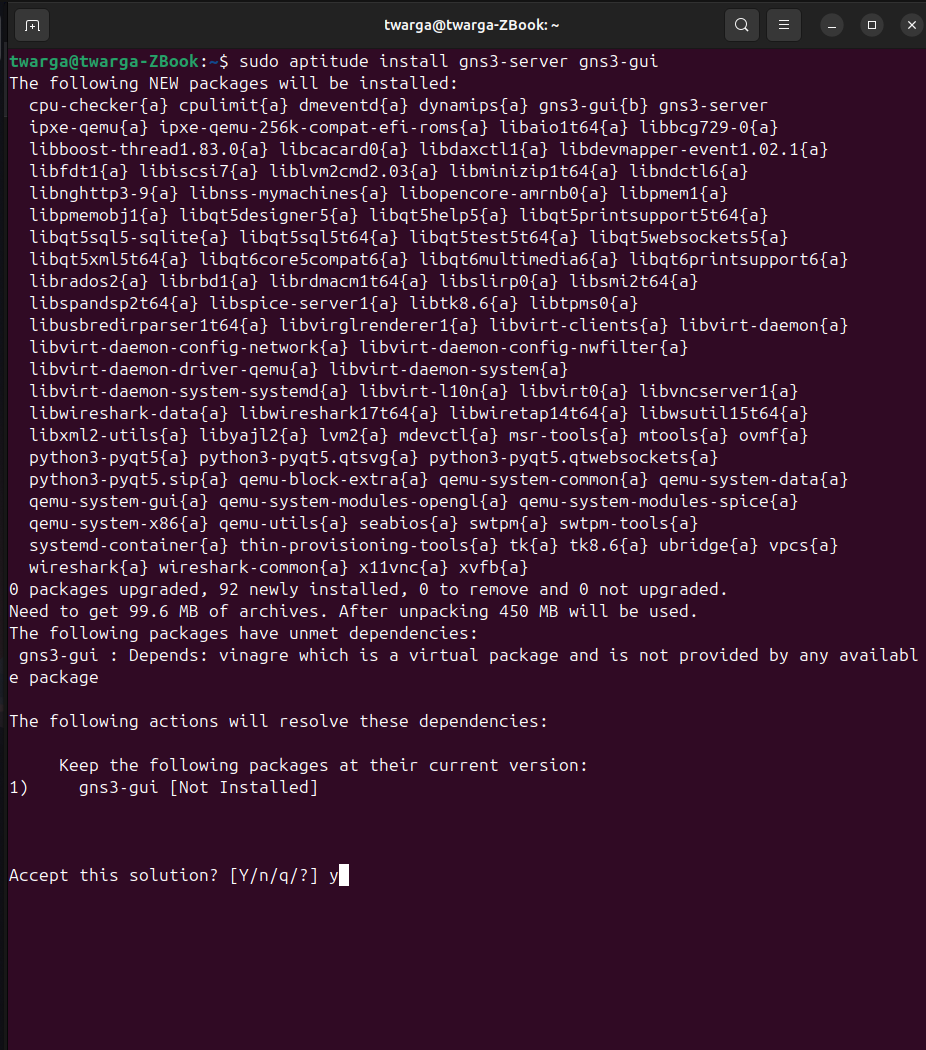 twarga@twarga-ZBook: ~
twarga@twarga-ZBook:~$ sudo aptitude install gns3-server gns3-gui
The following NEW packages will be installed:
  cpu-checker{a} cpulimit{a} dmeventd{a} dynamips{a} gns3-gui{b} gns3-server
  ipxe-qemu{a} ipxe-qemu-256k-compat-efi-roms{a} libaio1t64{a} libbcg729-0{a}
  libboost-thread1.83.0{a} libcacard0{a} libdaxctl1{a} libdevmapper-event1.02.1{a}
  libfdt1{a} libiscsi7{a} liblvm2cmd2.03{a} libminizip1t64{a} libndctl6{a}
  libnghttp3-9{a} libnss-mymachines{a} libopencore-amrnb0{a} libpmem1{a}
  libpmemobj1{a} libqt5designer5{a} libqt5help5{a} libqt5printsupport5t64{a}
  libqt5sql5-sqlite{a} libqt5sql5t64{a} libqt5test5t64{a} libqt5websockets5{a}
  libqt5xml5t64{a} libqt6core5compat6{a} libqt6multimedia6{a} libqt6printsupport6{a}
  librados2{a} librbd1{a} librdmacm1t64{a} libslirp0{a} libsmi2t64{a}
  libspandsp2t64{a} libspice-server1{a} libtk8.6{a} libtpms0{a}
  libusbredirparser1t64{a} libvirglrenderer1{a} libvirt-clients{a} libvirt-daemon{a}
  libvirt-daemon-config-network{a} libvirt-daemon-config-nwfilter{a}
  libvirt-daemon-driver-qemu{a} libvirt-daemon-system{a}
  libvirt-daemon-system-systemd{a} libvirt-l10n{a} libvirt0{a} libvncserver1{a}
  libwireshark-data{a} libwireshark17t64{a} libwiretap14t64{a} libwsutil15t64{a}
  libxml2-utils{a} libyajl2{a} lvm2{a} mdevctl{a} msr-tools{a} mtools{a} ovmf{a}
  python3-pyqt5{a} python3-pyqt5.qtsvg{a} python3-pyqt5.qtwebsockets{a}
  python3-pyqt5.sip{a} qemu-block-extra{a} qemu-system-common{a} qemu-system-data{a}
  qemu-system-gui{a} qemu-system-modules-opengl{a} qemu-system-modules-spice{a}
  qemu-system-x86{a} qemu-utils{a} seabios{a} swtpm{a} swtpm-tools{a}
  systemd-container{a} thin-provisioning-tools{a} tk{a} tk8.6{a} ubridge{a} vpcs{a}
  wireshark{a} wireshark-common{a} x11vnc{a} xvfb{a}
0 packages upgraded, 92 newly installed, 0 to remove and 0 not upgraded.
Need to get 99.6 MB of archives. After unpacking 450 MB will be used.
The following packages have unmet dependencies:
 gns3-gui : Depends: vinagre which is a virtual package and is not provided by any availabl
e package
The following actions will resolve these dependencies:
     Keep the following packages at their current version:
1)     gns3-gui [Not Installed]
Accept this solution? [Y/n/q/?] y